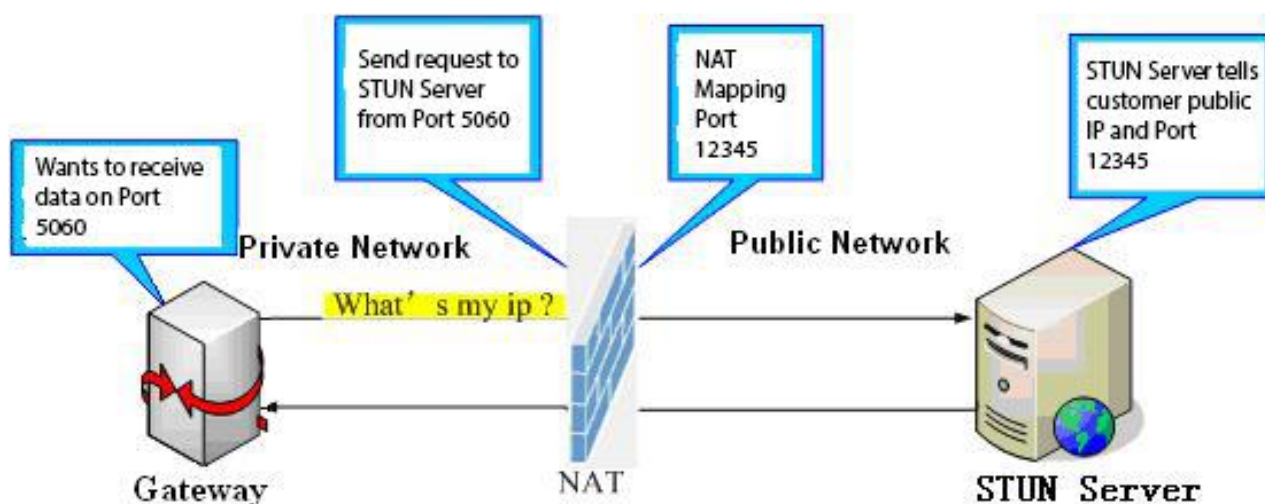 Send request to
STUN Server
from Port 5060
NAT
Mapping
Port
12345
STUN Server tells
customer public
IP and Port
12345
Wants to receive
data on Port
5060
Private Network
Public Network
What's my ip ?
Gateway
NAT
STUN Server